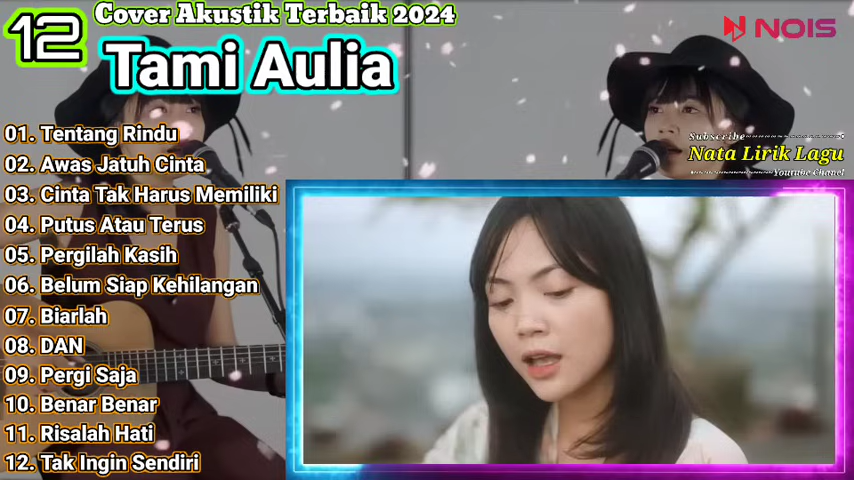 12
Cover Akustik Terbaik 2024
Tami Aulia
NOIS
Subscribe
Nata Lirik Lagu
Youtube Chanel
01. Tentang Rindu
02. Awas Jatuh Cinta
03. Cinta Tak Harus Memiliki
04. Putus Atau Terus
05. Pergilah Kasih
06. Belum Siap Kehilangan
07. Biarlah
08. DAN
09. Pergi Saja
10. Benar Benar
11. Risalah Hati
12. Tak Ingin Sendiri